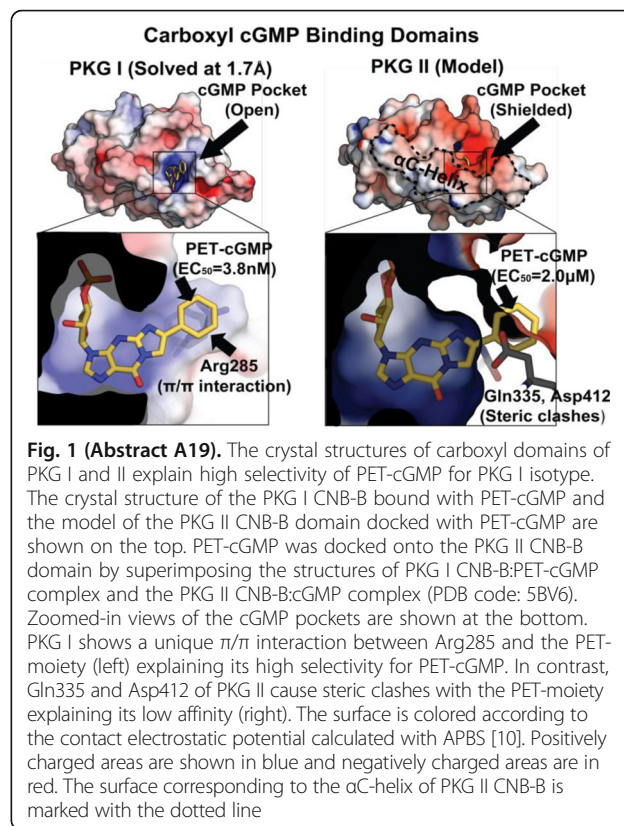 Carboxyl cGMP Binding Domains
PKG I (Solved at 1.7Å)
cGMP Pocket
(Open)
PKG II (Model)
cGMP Pocket
(Shielded)
αC-Helix
PET-cGMP
(EC50=3.8nM)
Arg285
(π/π interaction)
PET-cGMP
(EC50=2.0µM)
Gln335, Asp412
(Steric clashes)
Fig. 1 (Abstract A19). The crystal structures of carboxyl domains of
PKG I and II explain high selectivity of PET-cGMP for PKG I isotype.
The crystal structure of the PKG I CNB-B bound with PET-cGMP and
the model of the PKG II CNB-B domain docked with PET-cGMP are
shown on the top. PET-cGMP was docked onto the PKG II CNB-B
domain by superimposing the structures of PKG I CNB-B:PET-cGMP
complex and the PKG II CNB-B:cGMP complex (PDB code: 5BV6).
Zoomed-in views of the cGMP pockets are shown at the bottom.
PKG I shows a unique π/π interaction between Arg285 and the PET-
moiety (left) explaining its high selectivity for PET-cGMP. In contrast,
Gln335 and Asp412 of PKG II cause steric clashes with the PET-moiety
explaining its low affinity (right). The surface is colored according to
the contact electrostatic potential calculated with APBS [10]. Positively
charged areas are shown in blue and negatively charged areas are in
red. The surface corresponding to the αC-helix of PKG II CNB-B is
marked with the dotted line